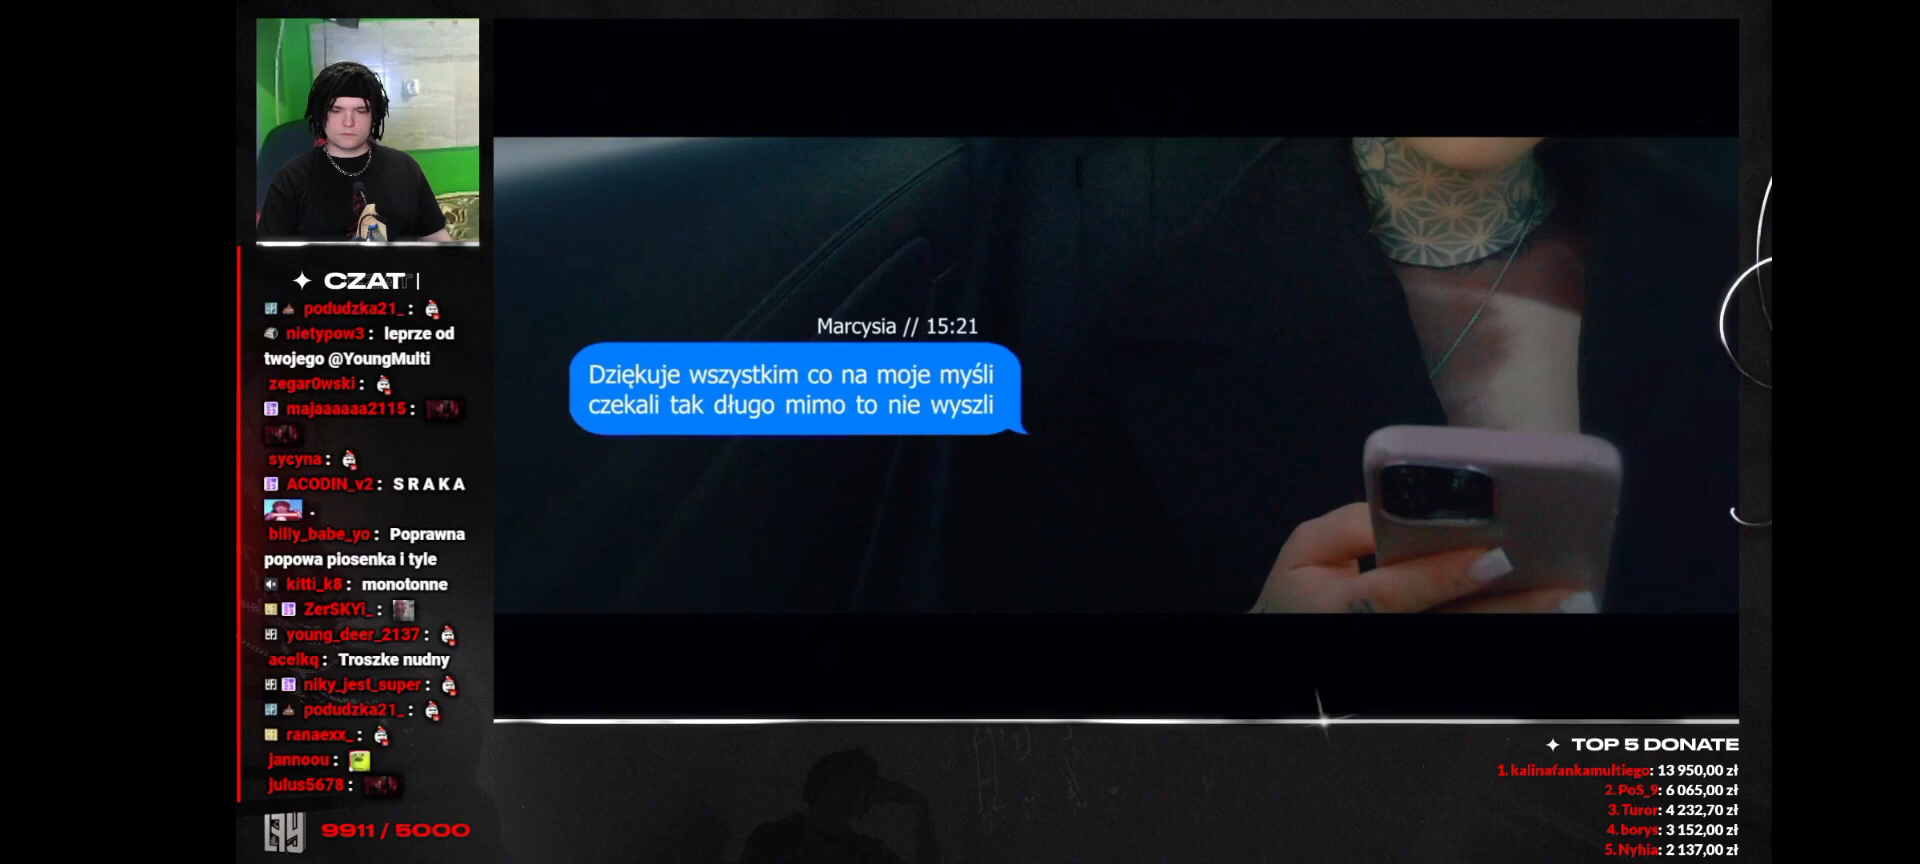 CZAT
podudzka21_:
nietypow3: leprze od
twojego @YoungMulti
zegar0wski:
majaaaaaa2115:
sycyna:
ACODIN_v2: S R A K A
.
billy_babe_yo: Poprawna
popowa piosenka i tyle
kitti_k8: monotonne
ZerSKYi_:
young_deer_2137:
acelkq: Troszke nudny
niky_jest_super:
podudzka21_:
ranaexx_:
jannoou:
julus5678:
9911 / 5000
Marcysia // 15:21
Dziękuje wszystkim co na moje myśli
czekali tak długo mimo to nie wyszli
TOP 5 DONATE
1. kalinafankamultiego: 13 950,00 zł
2. PoS_9: 6 065,00 zł
3. Turor: 4 232,70 zł
4. borys: 3 152,00 zł
5. Nyhia: 2 137,00 zł